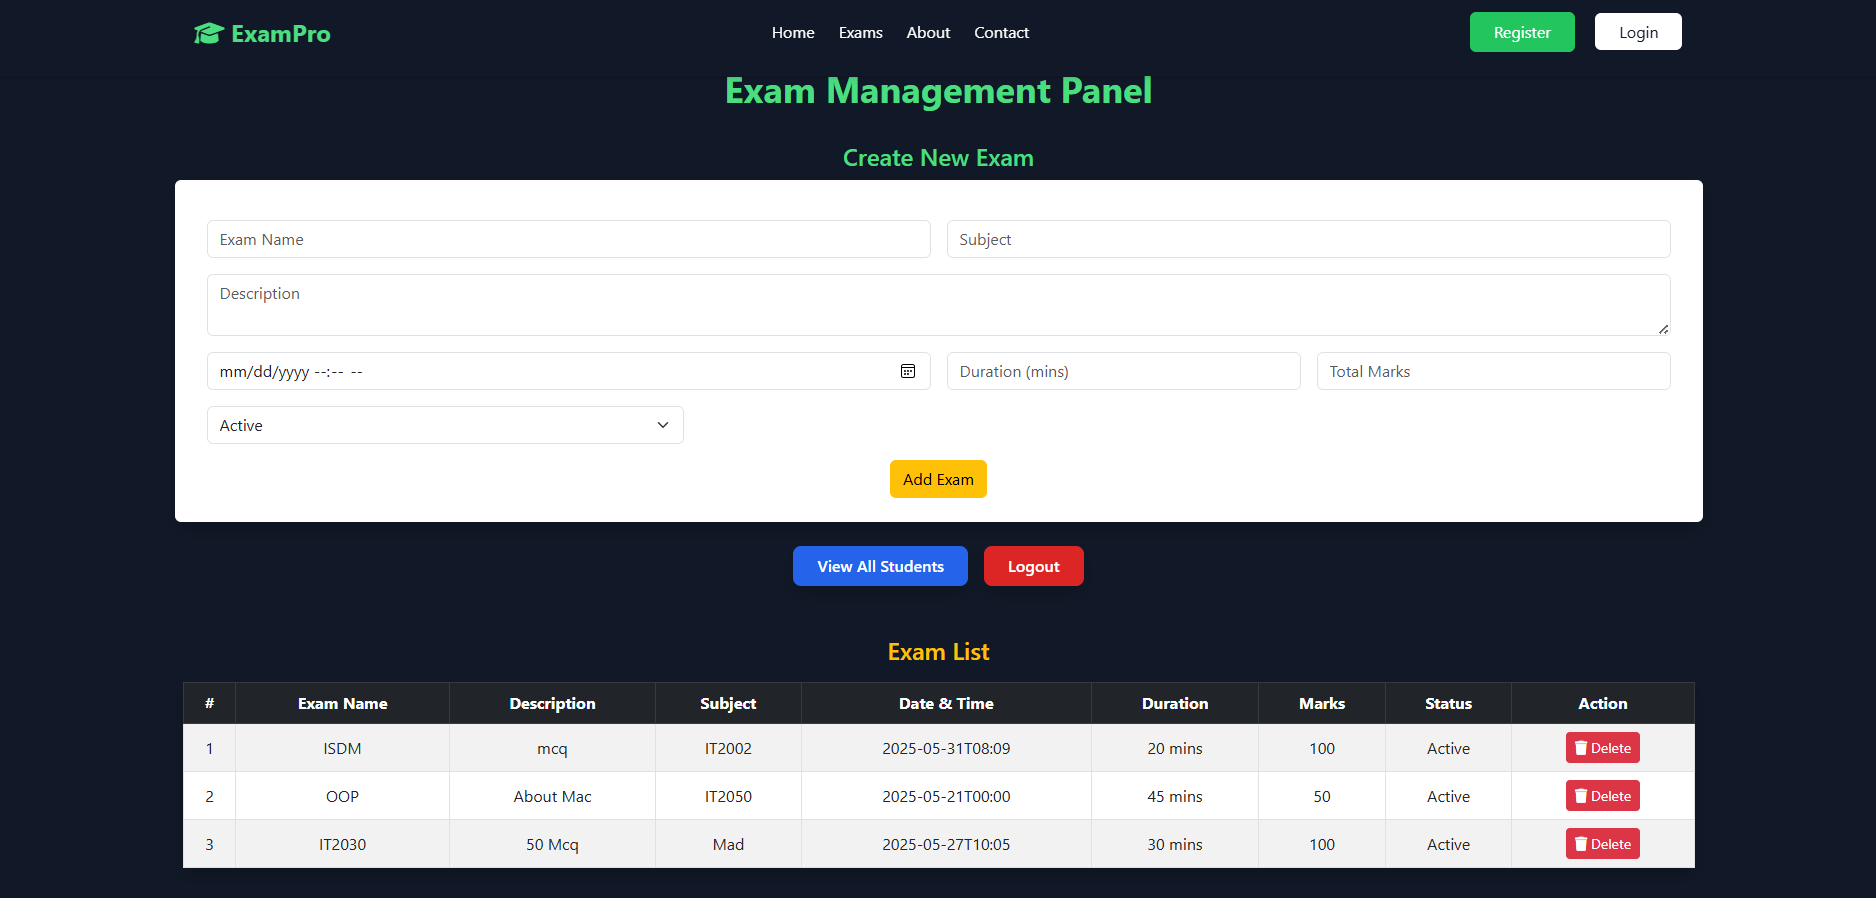 ExamPro Home Exams About Contact Register Login
Exam Management Panel
Create New Exam
Exam Name Subject
Description
mm/dd/yyyy --:-- -- Duration (mins) Total Marks
Active
Add Exam
View All Students Logout
Exam List
# Exam Name Description Subject Date & Time Duration Marks Status Action
1 ISDM mcq IT2002 2025-05-31T08:09 20 mins 100 Active Delete
2 OOP About Mac IT2050 2025-05-21T00:00 45 mins 50 Active Delete
3 IT2030 50 Mcq Mad 2025-05-27T10:05 30 mins 100 Active Delete